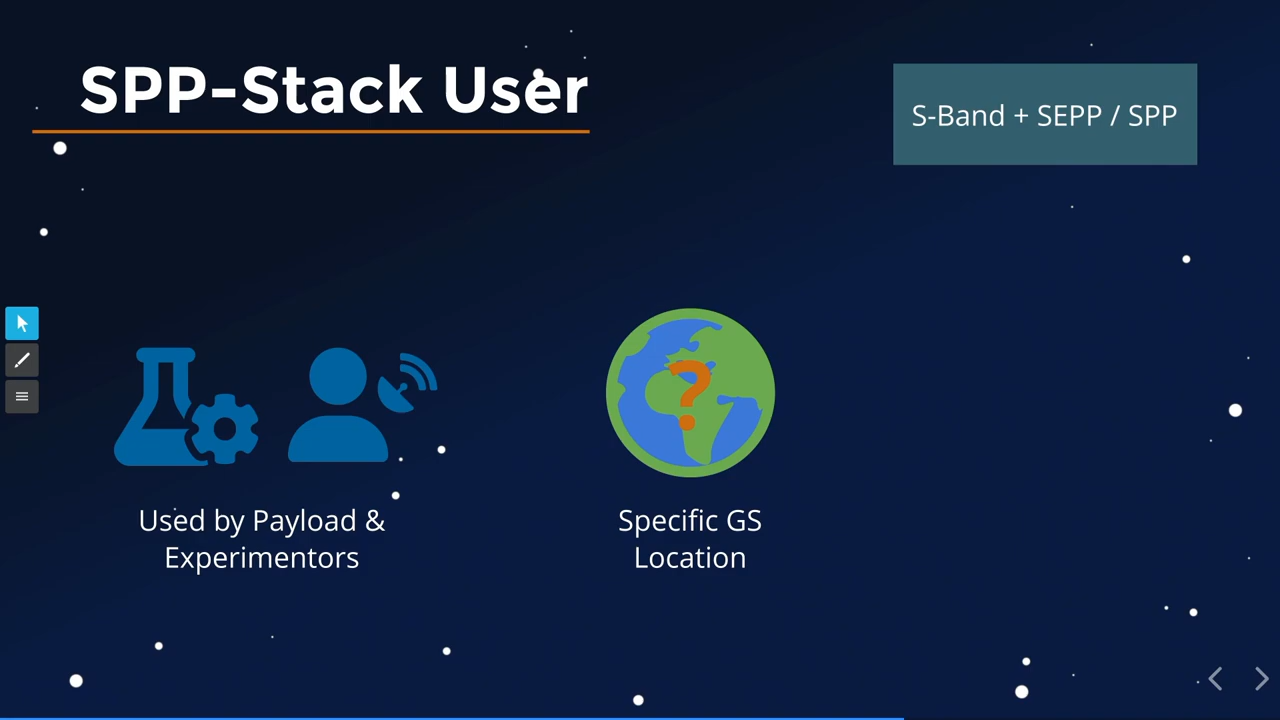 SPP-Stack User
S-Band + SEPP / SPP
?
Used by Payload &
Experimentors
Specific GS
Location